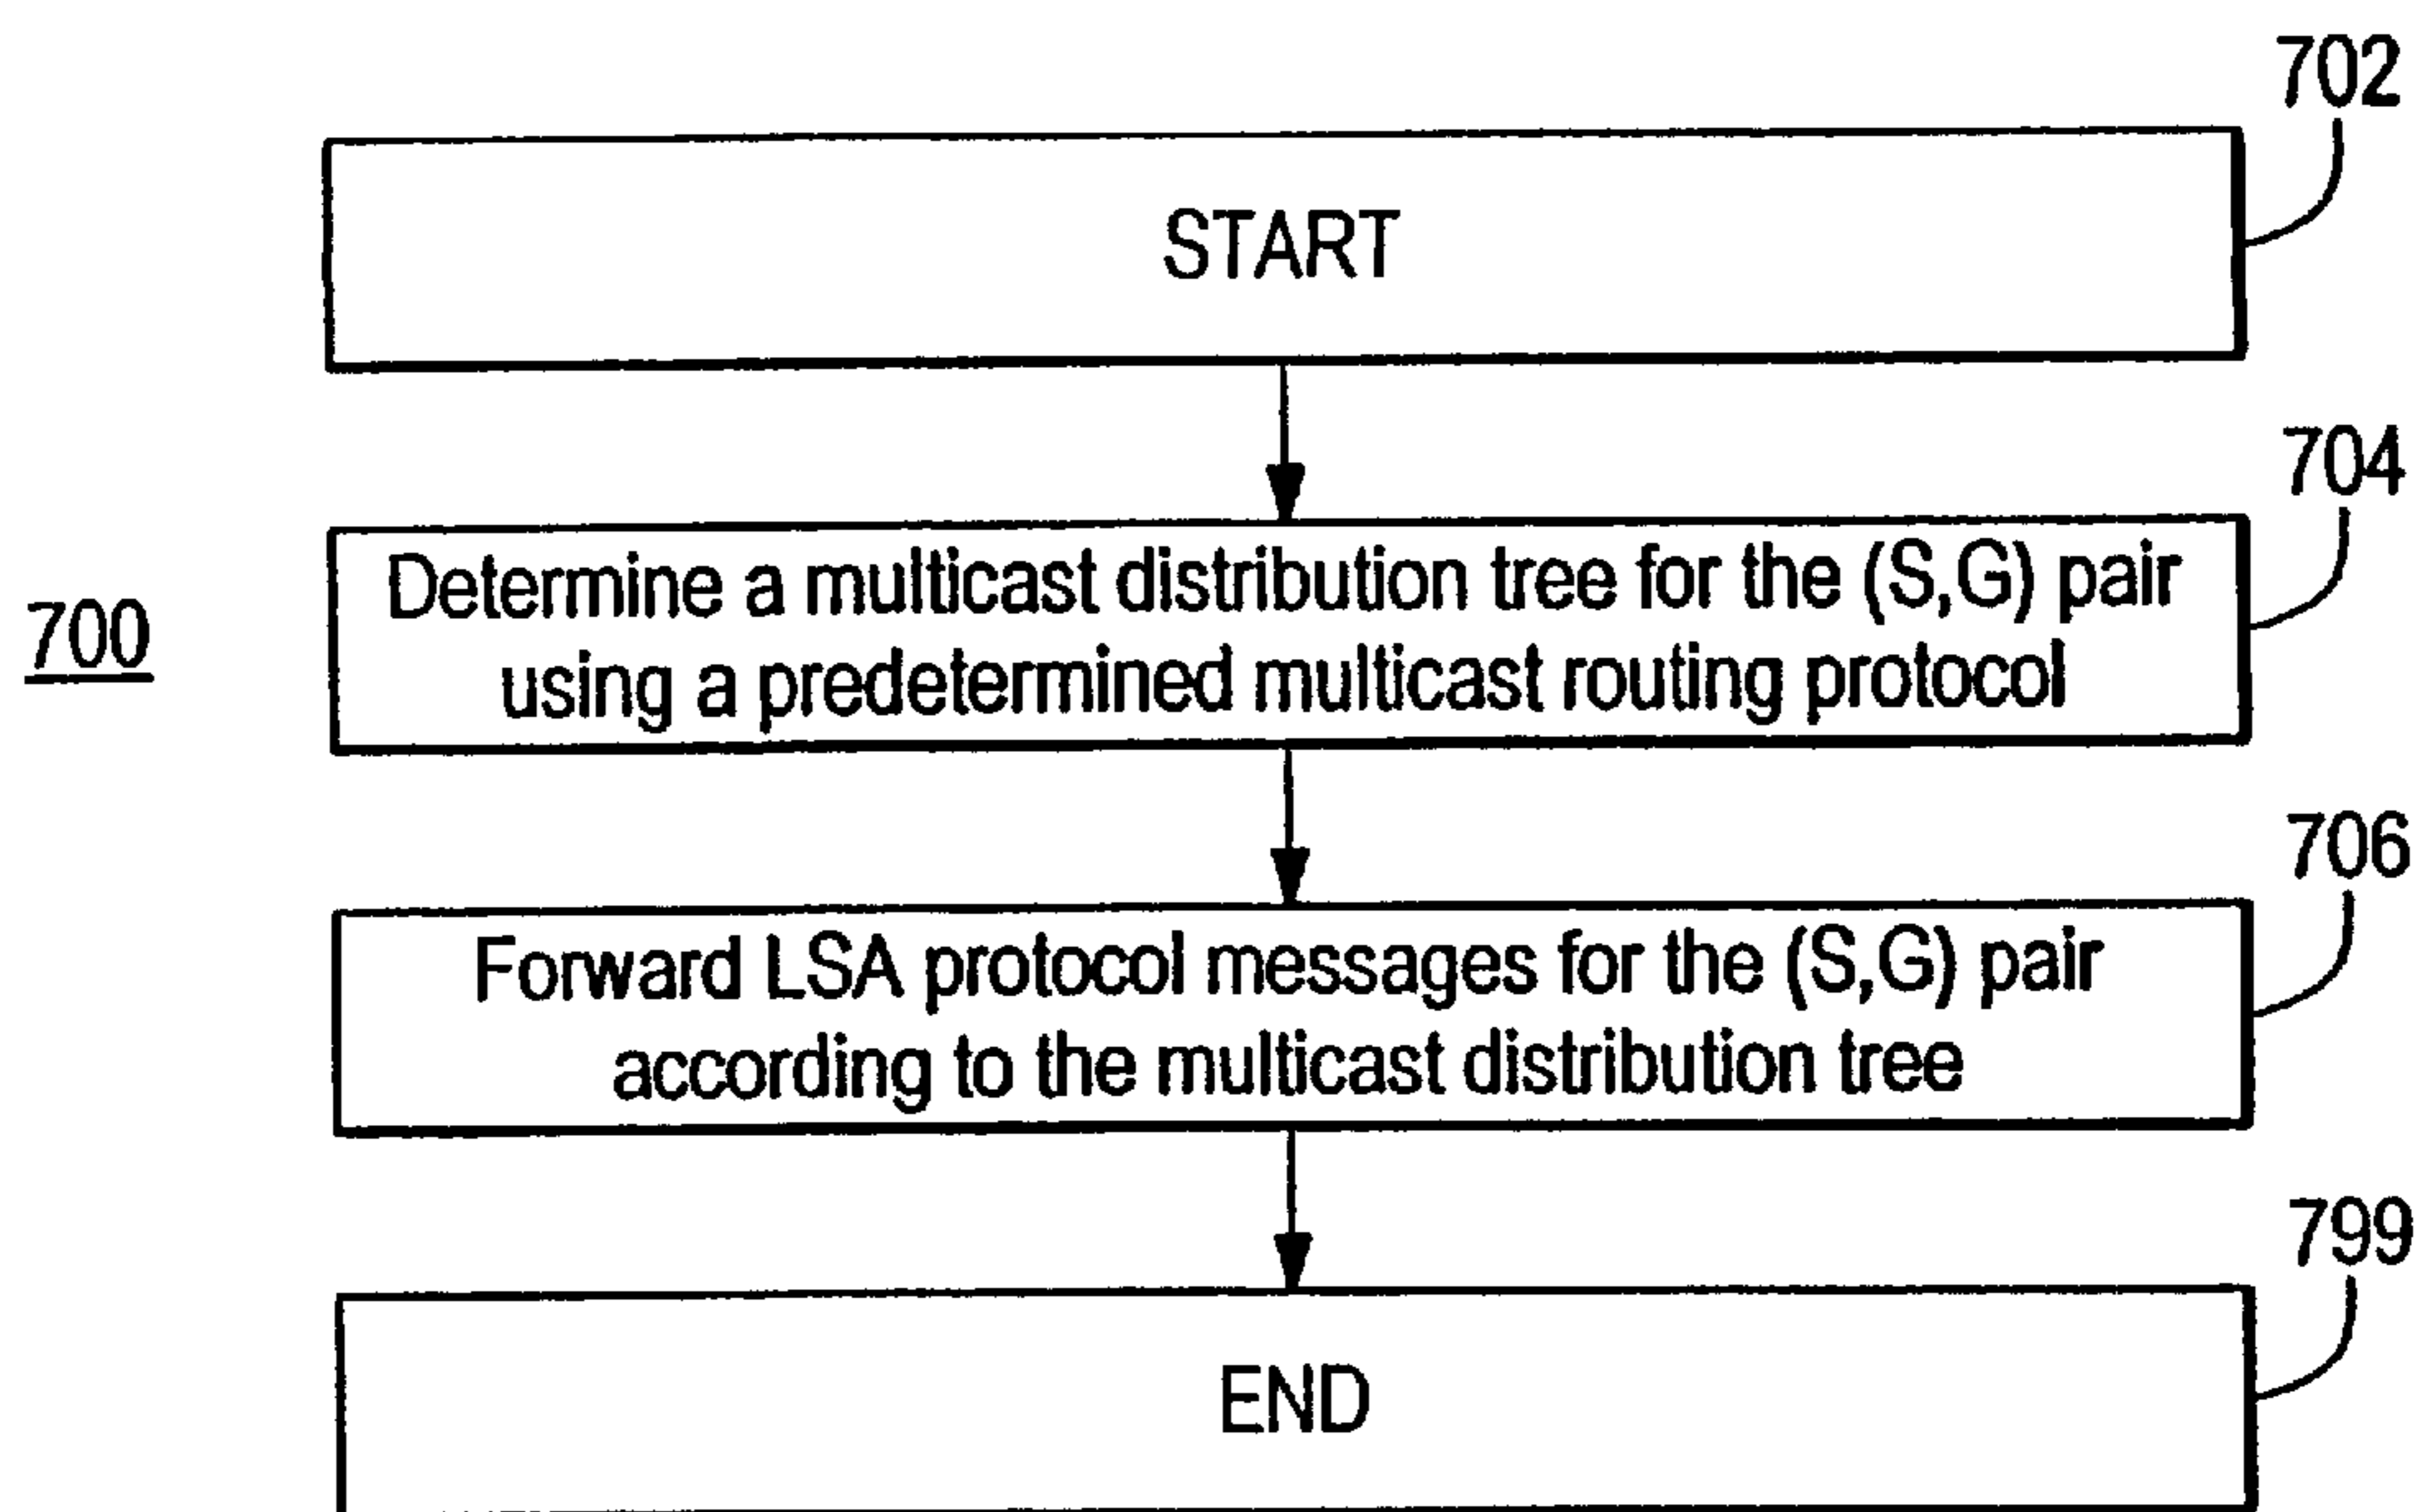 702
START
704
Determine a multicast distribution tree for the (S,G) pair
using a predetermined multicast routing protocol
700
706
Forward LSA protocol messages for the (S,G) pair
according to the multicast distribution tree
799
END